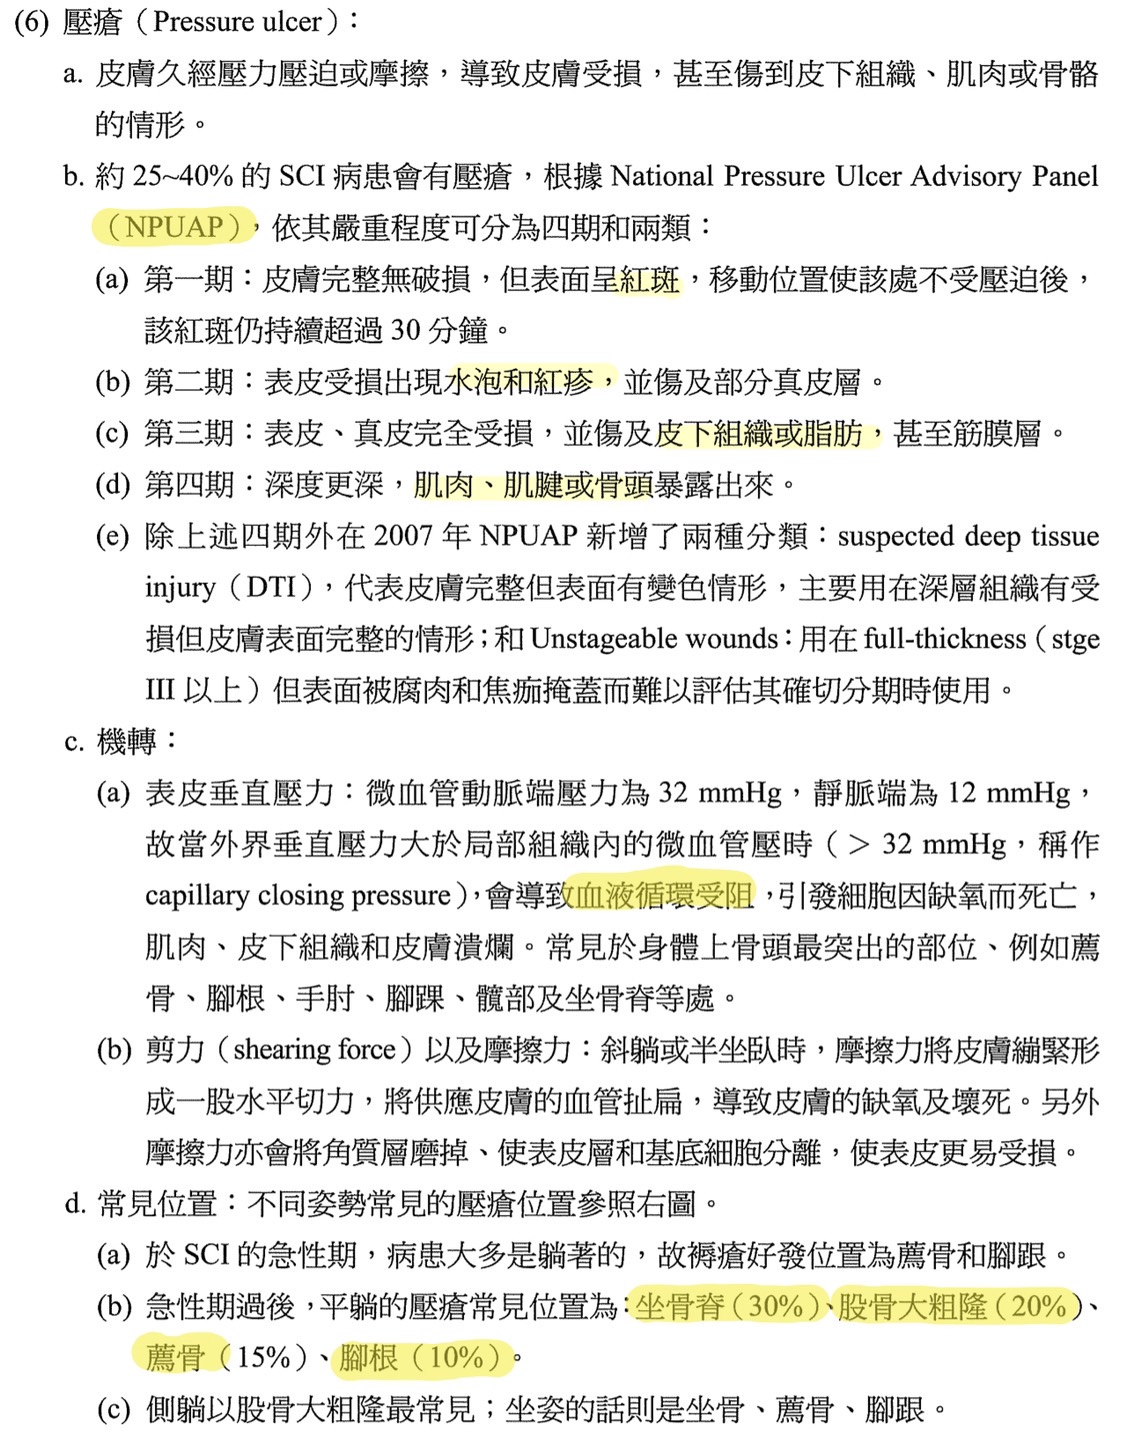 (6) 壓瘡（Pressure ulcer）：
a. 皮膚久經壓力壓迫或摩擦，導致皮膚受損，甚至傷到皮下組織、肌肉或骨骼
的情形。
b. 約 25~40% 的 SCI 病患會有壓瘡，根據 National Pressure Ulcer Advisory Panel
（NPUAP），依其嚴重程度可分為四期和兩類：
(a) 第一期：皮膚完整無破損，但表面呈紅斑，移動位置使該處不受壓迫後，
該紅斑仍持續超過 30 分鐘。
(b) 第二期：表皮受損出現水泡和紅疹，並傷及部分真皮層。
(c) 第三期：表皮、真皮完全受損，並傷及皮下組織或脂肪，甚至筋膜層。
(d) 第四期：深度更深，肌肉、肌腱或骨頭暴露出來。
(e) 除上述四期外在 2007 年 NPUAP 新增了兩種分類：suspected deep tissue
injury（DTI），代表皮膚完整但表面有變色情形，主要用在深層組織有受
損但皮膚表面完整的情形；和 Unstageable wounds：用在 full-thickness（stge
III 以上）但表面被腐肉和焦痂掩蓋而難以評估其確切分期時使用。
c. 機轉：
(a) 表皮垂直壓力：微血管動脈端壓力為 32 mmHg，靜脈端為 12 mmHg，
故當外界垂直壓力大於局部組織內的微血管壓時（＞ 32 mmHg，稱作
capillary closing pressure），會導致血液循環受阻，引發細胞因缺氧而死亡，
肌肉、皮下組織和皮膚潰爛。常見於身體上骨頭最突出的部位、例如薦
骨、腳根、手肘、腳踝、髖部及坐骨脊等處。
(b) 剪力（shearing force）以及摩擦力：斜躺或半坐臥時，摩擦力將皮膚繃緊形
成一股水平切力，將供應皮膚的血管扯扁，導致皮膚的缺氧及壞死。另外
摩擦力亦會將角質層磨掉、使表皮層和基底細胞分離，使表皮更易受損。
d. 常見位置：不同姿勢常見的壓瘡位置參照右圖。
(a) 於 SCI 的急性期，病患大多是躺著的，故褥瘡好發位置為薦骨和腳跟。
(b) 急性期過後，平躺的壓瘡常見位置為：坐骨脊（30%）、股骨大粗隆（20%）、
薦骨（15%）、腳根（10%）。
(c) 側躺以股骨大粗隆最常見；坐姿的話則是坐骨、薦骨、腳跟。